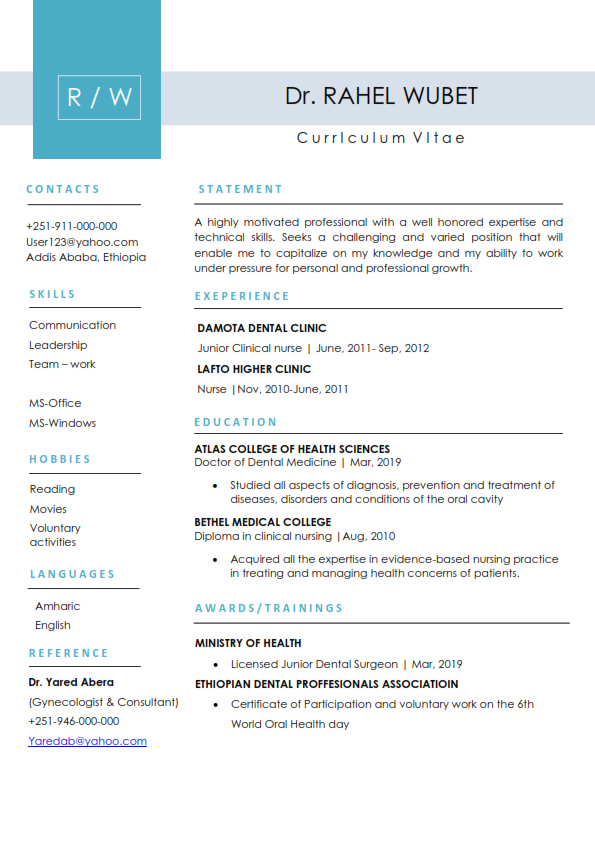 R / W
Dr. RAHEL WUBET
CurrIculum VItae
CONTACTS
+251-911-000-000
User123@yahoo.com
Addis Ababa, Ethiopia
SKILLS
Communication
Leadership
Team – work
MS-Office
MS-Windows
HOBBIES
Reading
Movies
Voluntary
activities
LANGUAGES
Amharic
English
REFERENCE
Dr. Yared Abera
(Gynecologist & Consultant)
+251-946-000-000
Yaredab@yahoo.com
STATEMENT
A highly motivated professional with a well honored expertise and
technical skills. Seeks a challenging and varied position that will
enable me to capitalize on my knowledge and my ability to work
under pressure for personal and professional growth.
EXEPERIENCE
DAMOTA DENTAL CLINIC
Junior Clinical nurse | June, 2011- Sep, 2012
LAFTO HIGHER CLINIC
Nurse |Nov, 2010-June, 2011
EDUCATION
ATLAS COLLEGE OF HEALTH SCIENCES
Doctor of Dental Medicine | Mar, 2019
• Studied all aspects of diagnosis, prevention and treatment of
diseases, disorders and conditions of the oral cavity
BETHEL MEDICAL COLLEGE
Diploma in clinical nursing |Aug, 2010
• Acquired all the expertise in evidence-based nursing practice
in treating and managing health concerns of patients.
AWARDS/TRAININGS
MINISTRY OF HEALTH
• Licensed Junior Dental Surgeon | Mar, 2019
ETHIOPIAN DENTAL PROFFESIONALS ASSOCIATIOIN
• Certificate of Participation and voluntary work on the 6th
World Oral Health day